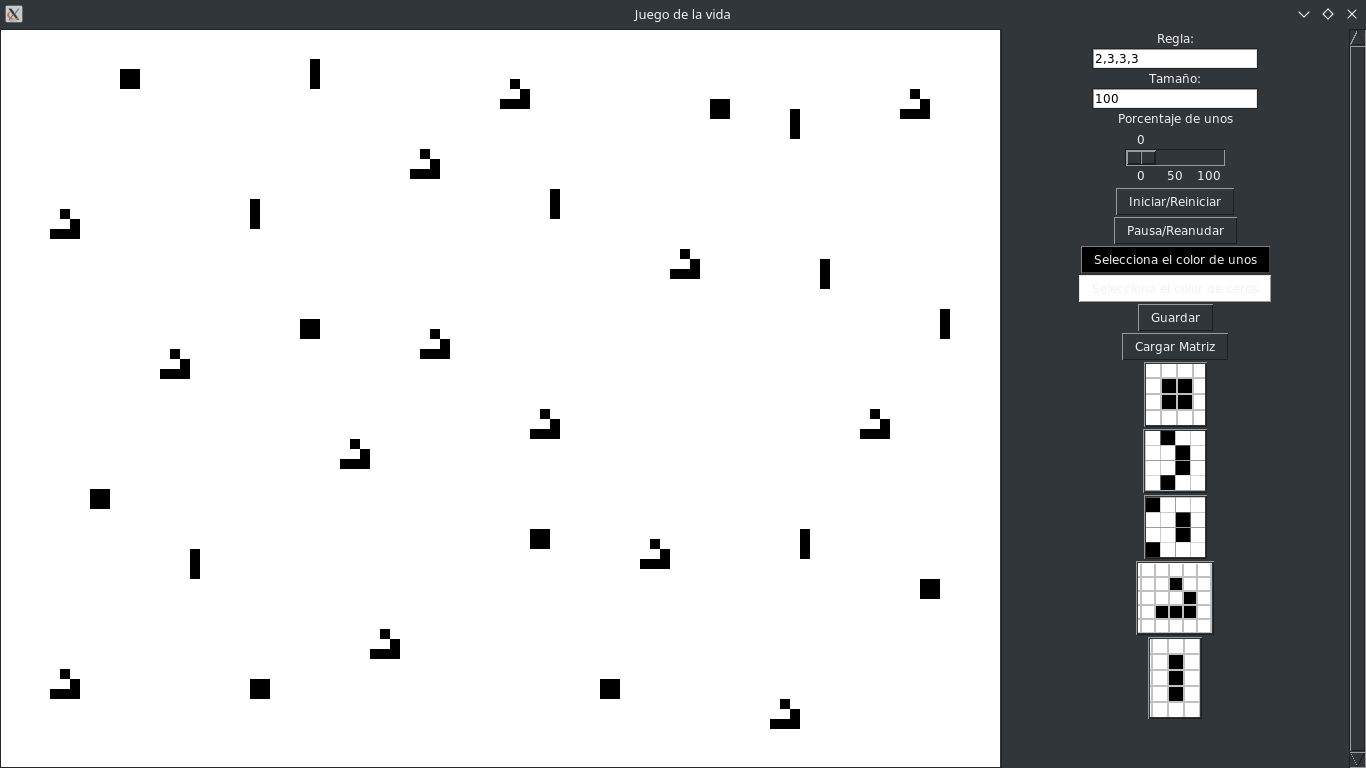 Juego de la vida
Regla:
2,3,3,3
Tamaño:
100
Porcentaje de unos
0
0 50 100
Iniciar/Reiniciar
Pausa/Reanudar
Selecciona el color de unos
Selecciona el color de ceros
Guardar
Cargar Matriz